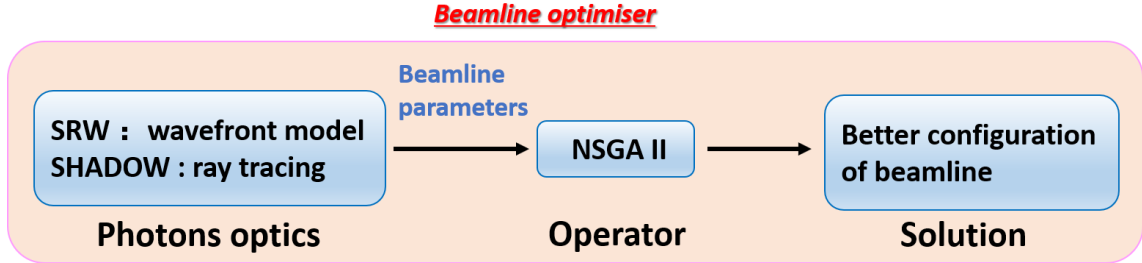 Beamline optimiser
Beamline
parameters
SRW： wavefront model
SHADOW : ray tracing
NSGA II
Better configuration
of beamline
Photons optics
Operator
Solution